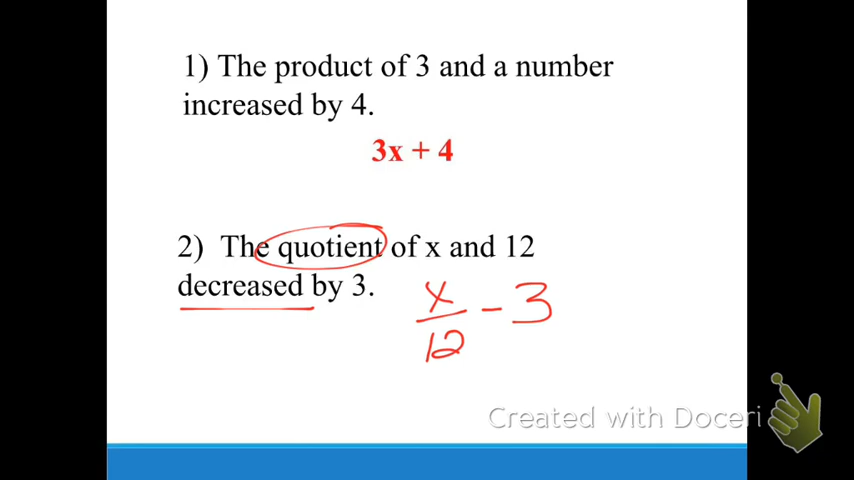 1) The product of 3 and a number
increased by 4.
3x + 4
2) The quotient of x and 12
decreased by 3.
x/12 - 3
Created with Doceri